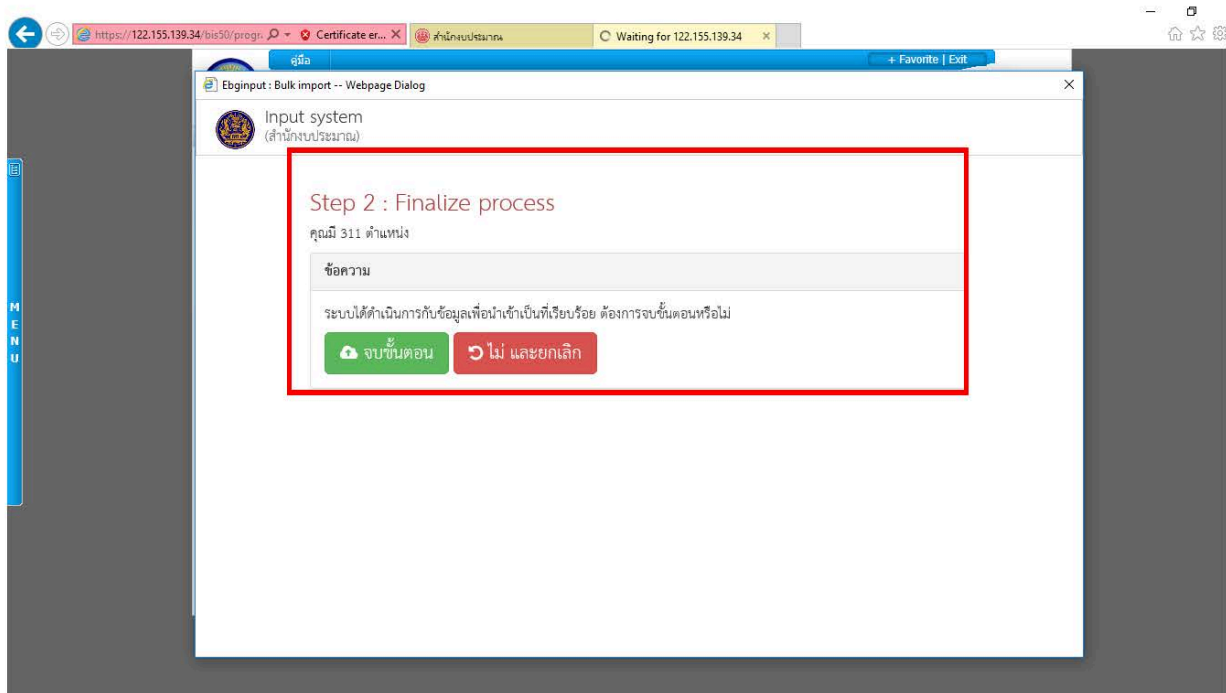 https://122.155.139.34/bis50/progr. Certificate er... สำนักงบประมาณ Waiting for 122.155.139.34
คู่มือ + Favorite | Exit
Ebginput : Bulk import -- Webpage Dialog
Input system
(สำนักงบประมาณ)
Step 2 : Finalize process
คุณมี 311 ตำแหน่ง
ข้อความ
ระบบได้ดำเนินการกับข้อมูลเพื่อนำเข้าเป็นที่เรียบร้อย ต้องการจบขั้นตอนหรือไม่
จบขั้นตอน ไม่ และยกเลิก
MENU